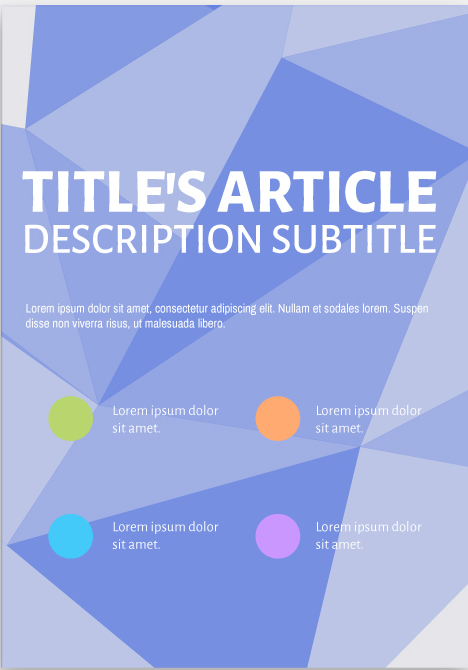 TITLE'S ARTICLE
DESCRIPTION SUBTITLE
Lorem ipsum dolor sit amet, consectetur adipiscing elit. Nullam et sodales lorem. Suspen
disse non viverra risus, ut malesuada libero.
Lorem ipsum dolor
sit amet.
Lorem ipsum dolor
sit amet.
Lorem ipsum dolor
sit amet.
Lorem ipsum dolor
sit amet.